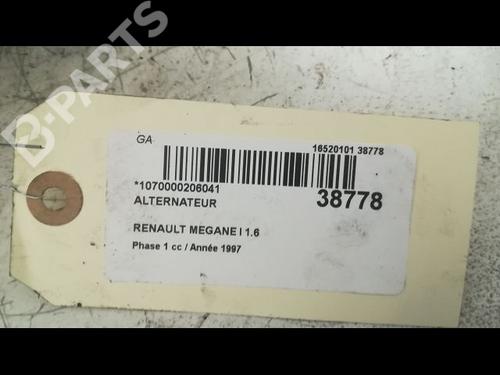 B-PARTS
GA
16520101 38778
*1070000206041
38778
ALTERNATEUR
RENAULT MEGANE I 1.6
Phase 1 cc / Année 1997